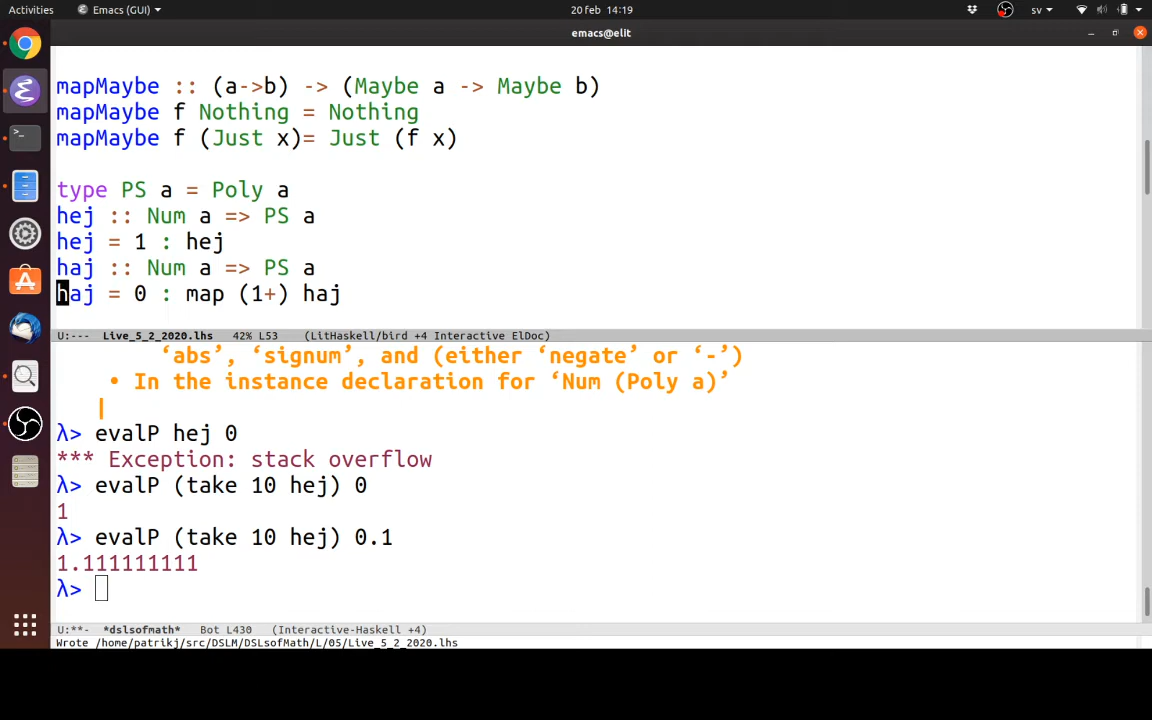 Activities Emacs (GUI) 20 feb 14:19 sv
emacs@elit
mapMaybe :: (a->b) -> (Maybe a -> Maybe b)
mapMaybe f Nothing = Nothing
mapMaybe f (Just x)= Just (f x)
type PS a = Poly a
hej :: Num a => PS a
hej = 1 : hej
haj :: Num a => PS a
haj = 0 : map (1+) haj
U:--- Live_5_2_2020.lhs 42% L53 (LitHaskell/bird +4 Interactive ElDoc)
‘abs’, ‘signum’, and (either ‘negate’ or ‘-’)
• In the instance declaration for ‘Num (Poly a)’
|
λ> evalP hej 0
*** Exception: stack overflow
λ> evalP (take 10 hej) 0
1
λ> evalP (take 10 hej) 0.1
1.111111111
λ>
U:**- *dslsofmath* Bot L430 (Interactive-Haskell +4)
Wrote /home/patrikj/src/DSLM/DSLsofMath/L/05/Live_5_2_2020.lhs